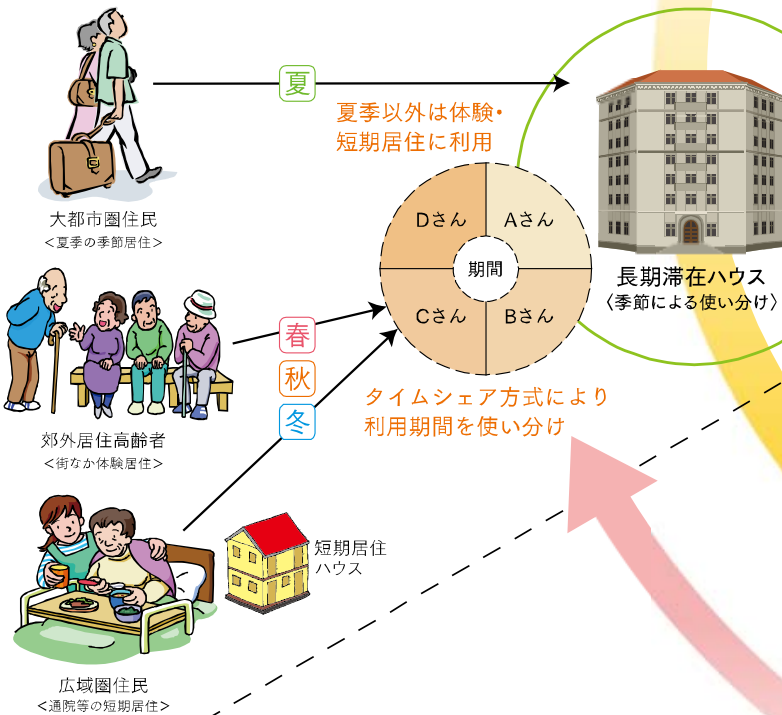 夏
夏季以外は体験・
短期居住に利用
大都市圏住民
＜夏季の季節居住＞
Dさん
Aさん
期間
Cさん
Bさん
長期滞在ハウス
〈季節による使い分け〉
春
秋
冬
タイムシェア方式により
利用期間を使い分け
郊外居住高齢者
＜街なか体験居住＞
短期居住
ハウス
広域圏住民
＜通院等の短期居住＞